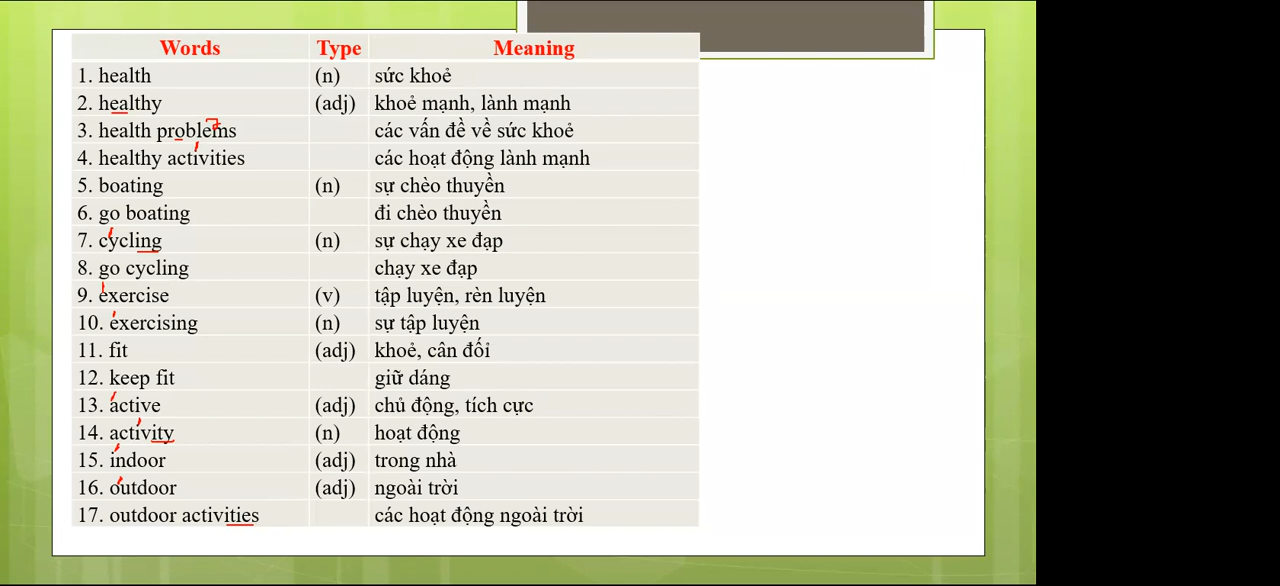 Words Type Meaning
1. health (n) sức khoẻ
2. healthy (adj) khoẻ mạnh, lành mạnh
3. health problems các vấn đề về sức khoẻ
4. healthy activities các hoạt động lành mạnh
5. boating (n) sự chèo thuyền
6. go boating đi chèo thuyền
7. cycling (n) sự chạy xe đạp
8. go cycling chạy xe đạp
9. exercise (v) tập luyện, rèn luyện
10. exercising (n) sự tập luyện
11. fit (adj) khoẻ, cân đối
12. keep fit giữ dáng
13. active (adj) chủ động, tích cực
14. activity (n) hoạt động
15. indoor (adj) trong nhà
16. outdoor (adj) ngoài trời
17. outdoor activities các hoạt động ngoài trời